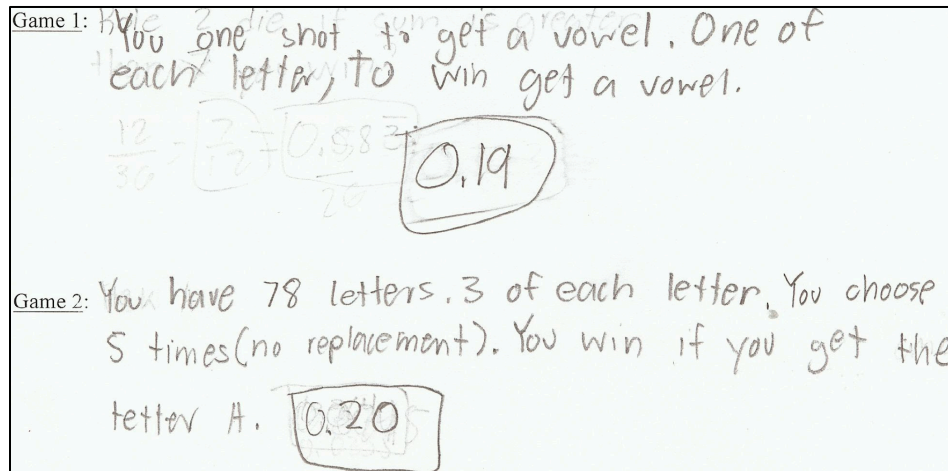 Game 1: You one shot to get a vowel. One of
each letter, to win get a vowel.
0.19
Game 2: You have 78 letters. 3 of each letter. You choose
5 times (no replacement). You win if you get the
letter A. 0.20